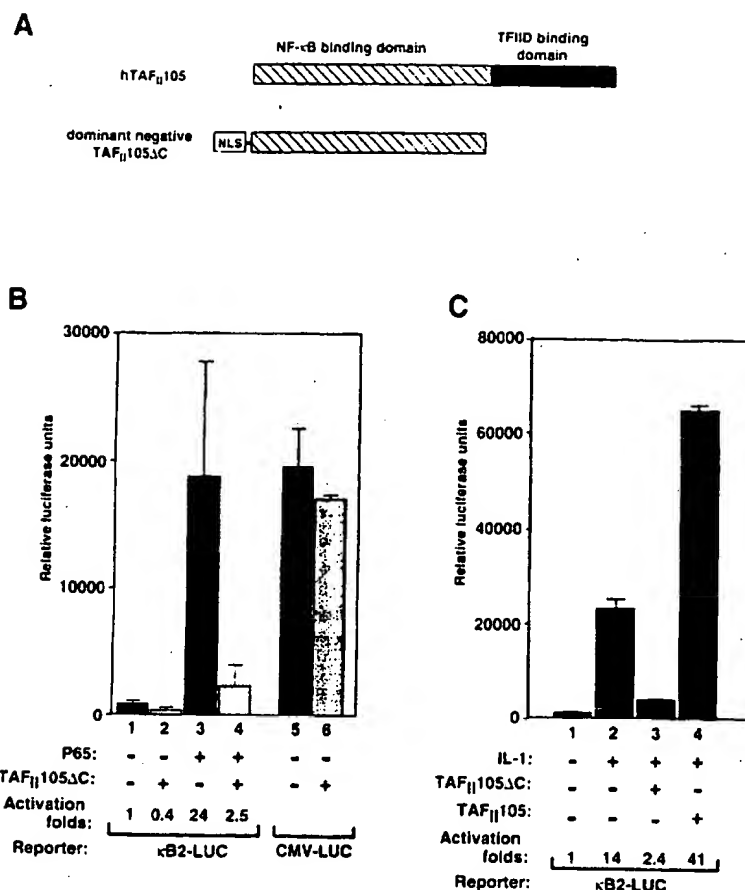 A
NF-κB binding domain
TFIID binding
domain
hTAFII105
dominant negative
TAFII105ΔC
NLS
B
Relative luciferase units
30000
20000
10000
0
1 2 3 4 5 6
P65: - - + + - -
TAFII105ΔC: - + - + - +
Activation
folds: 1 0.4 24 2.5
Reporter: κB2-LUC CMV-LUC
C
Relative luciferase units
80000
60000
40000
20000
0
1 2 3 4
IL-1: - + + +
TAFII105ΔC: - - + -
TAFII105: - - - +
Activation
folds: 1 14 2.4 41
Reporter: κB2-LUC